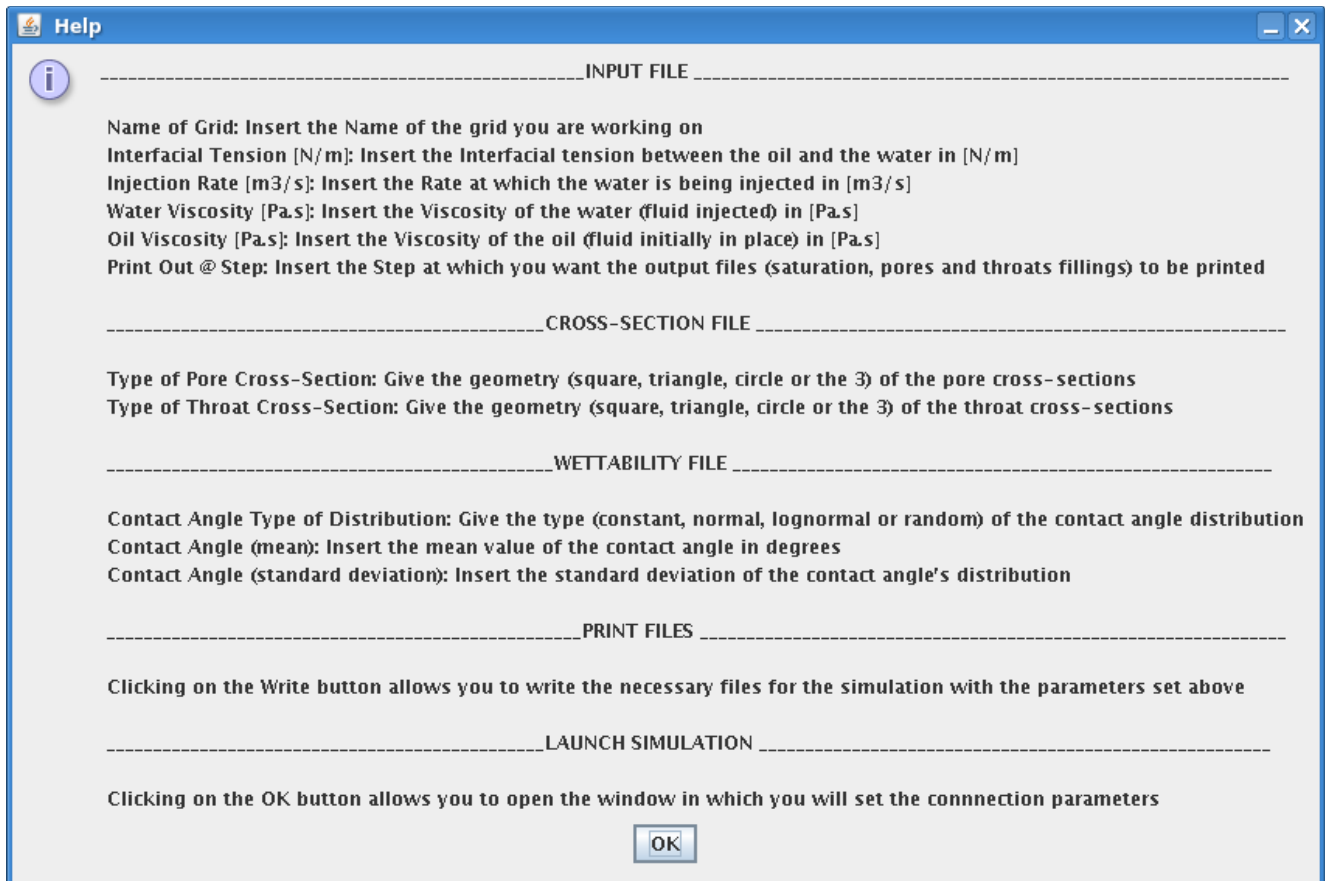 Help
____________________________________________________INPUT FILE ________________________________________________________________
Name of Grid: Insert the Name of the grid you are working on
Interfacial Tension [N/m]: Insert the Interfacial tension between the oil and the water in [N/m]
Injection Rate [m3/s]: Insert the Rate at which the water is being injected in [m3/s]
Water Viscosity [Pa.s]: Insert the Viscosity of the water (fluid injected) in [Pa.s]
Oil Viscosity [Pa.s]: Insert the Viscosity of the oil (fluid initially in place) in [Pa.s]
Print Out @ Step: Insert the Step at which you want the output files (saturation, pores and throats fillings) to be printed
_______________________________________________CROSS-SECTION FILE _________________________________________________________
Type of Pore Cross-Section: Give the geometry (square, triangle, circle or the 3) of the pore cross-sections
Type of Throat Cross-Section: Give the geometry (square, triangle, circle or the 3) of the throat cross-sections
________________________________________________WETTABILITY FILE __________________________________________________________
Contact Angle Type of Distribution: Give the type (constant, normal, lognormal or random) of the contact angle distribution
Contact Angle (mean): Insert the mean value of the contact angle in degrees
Contact Angle (standard deviation): Insert the standard deviation of the contact angle's distribution
___________________________________________________PRINT FILES _______________________________________________________________
Clicking on the Write button allows you to write the necessary files for the simulation with the parameters set above
_______________________________________________LAUNCH SIMULATION _______________________________________________________
Clicking on the OK button allows you to open the window in which you will set the connnection parameters
OK